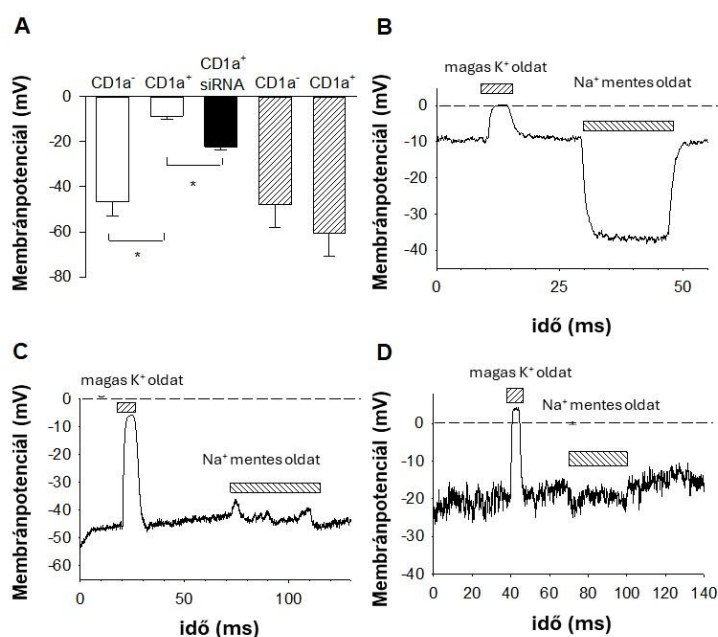 A
CD1a⁺
CD1a⁻ CD1a⁺ siRNA CD1a⁻ CD1a⁺
Membránpotenciál (mV)
0
-20
-40
-60
-80
*
*
B
magas K⁺ oldat
Na⁺ mentes oldat
Membránpotenciál (mV)
10
0
-10
-20
-30
-40
0 25 50
idő (ms)
C
magas K⁺ oldat
Na⁺ mentes oldat
Membránpotenciál (mV)
0
-10
-20
-30
-40
-50
-60
0 50 100
idő (ms)
D
magas K⁺ oldat
Na⁺ mentes oldat
Membránpotenciál (mV)
10
0
-10
-20
-30
-40
0 20 40 60 80 100 120 140
idő (ms)